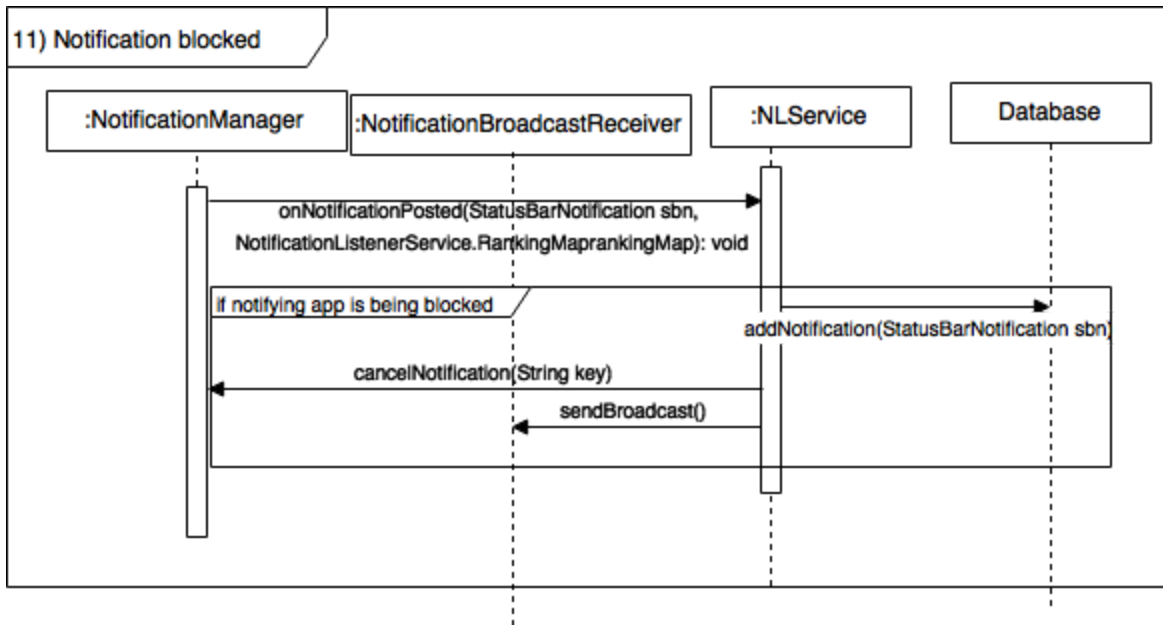 11) Notification blocked
:NotificationManager
:NotificationBroadcastReceiver
:NLService
Database
onNotificationPosted(StatusBarNotification sbn,
NotificationListenerService.RankingMaprankingMap): void
if notifying app is being blocked
addNotification(StatusBarNotification sbn)
cancelNotification(String key)
sendBroadcast()